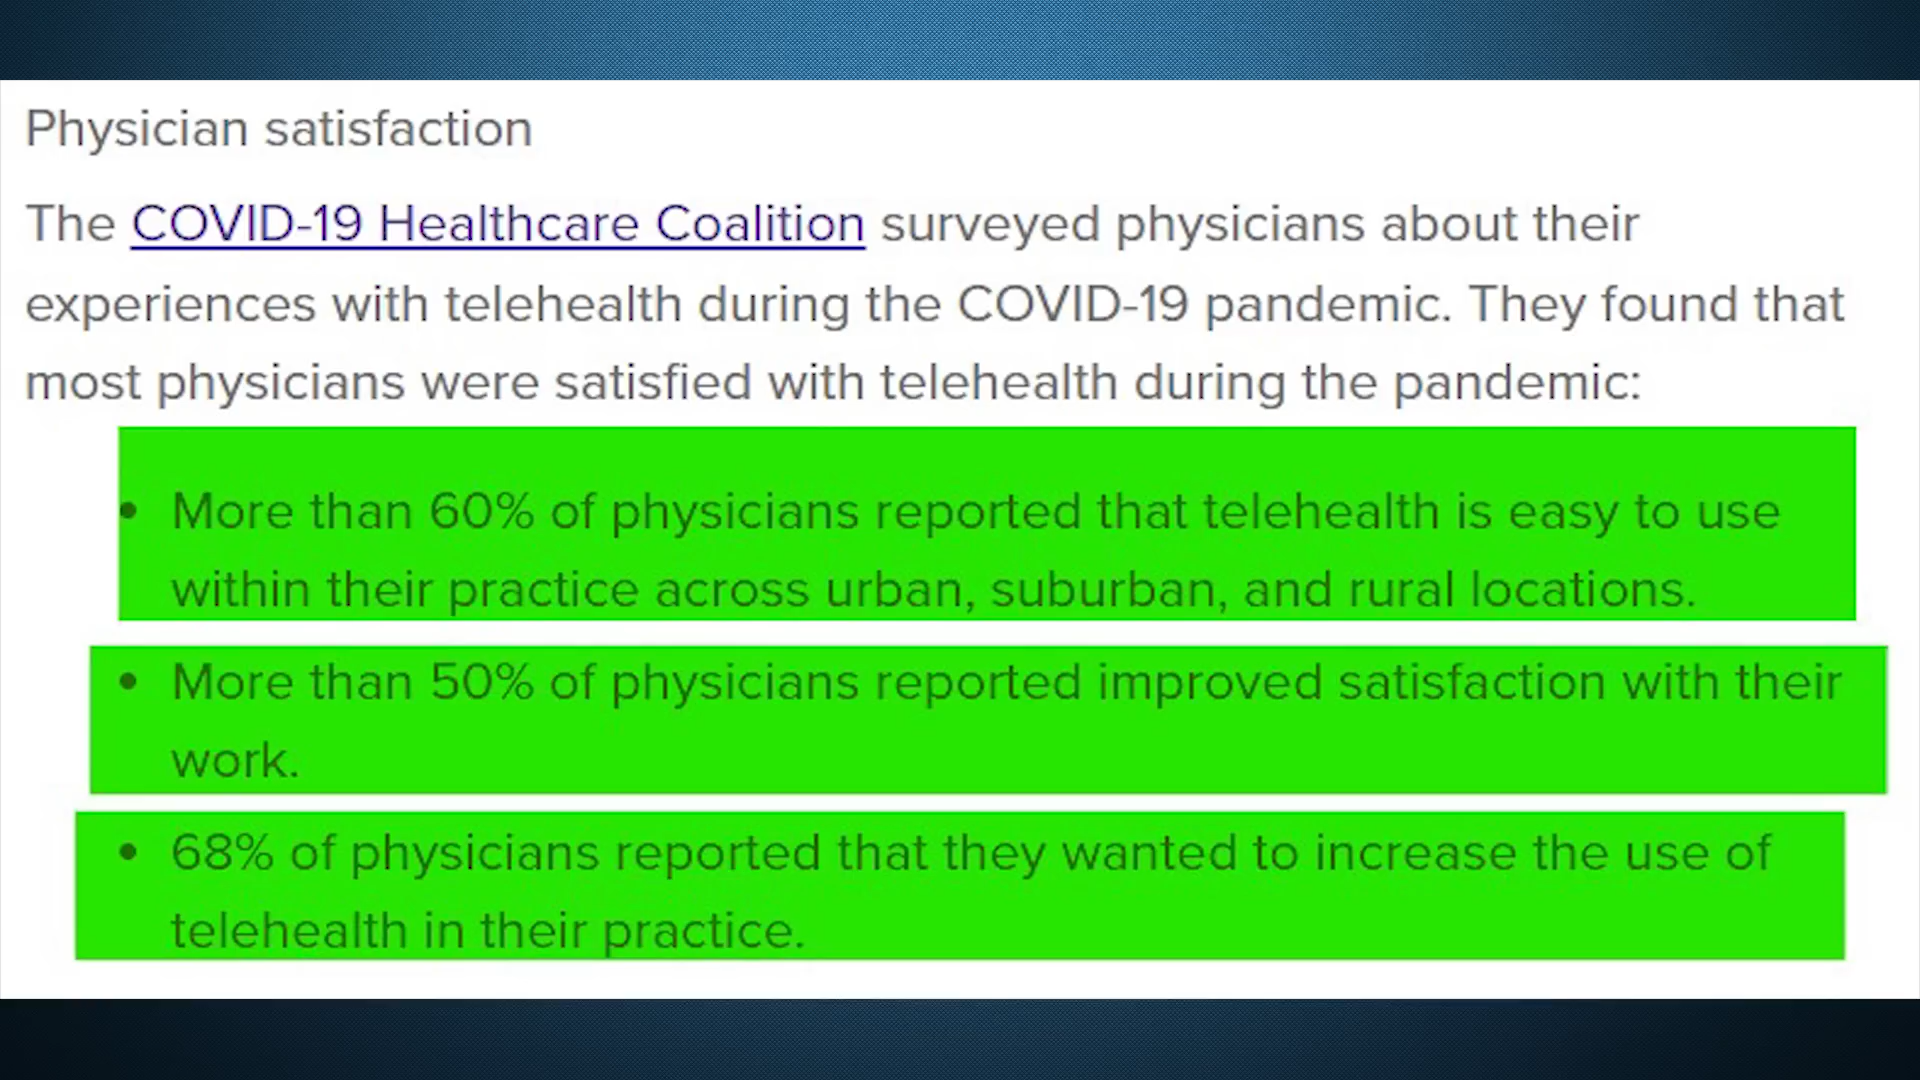 Physician satisfaction
The COVID-19 Healthcare Coalition surveyed physicians about their
experiences with telehealth during the COVID-19 pandemic. They found that
most physicians were satisfied with telehealth during the pandemic:
• More than 60% of physicians reported that telehealth is easy to use
within their practice across urban, suburban, and rural locations.
• More than 50% of physicians reported improved satisfaction with their
work.
• 68% of physicians reported that they wanted to increase the use of
telehealth in their practice.